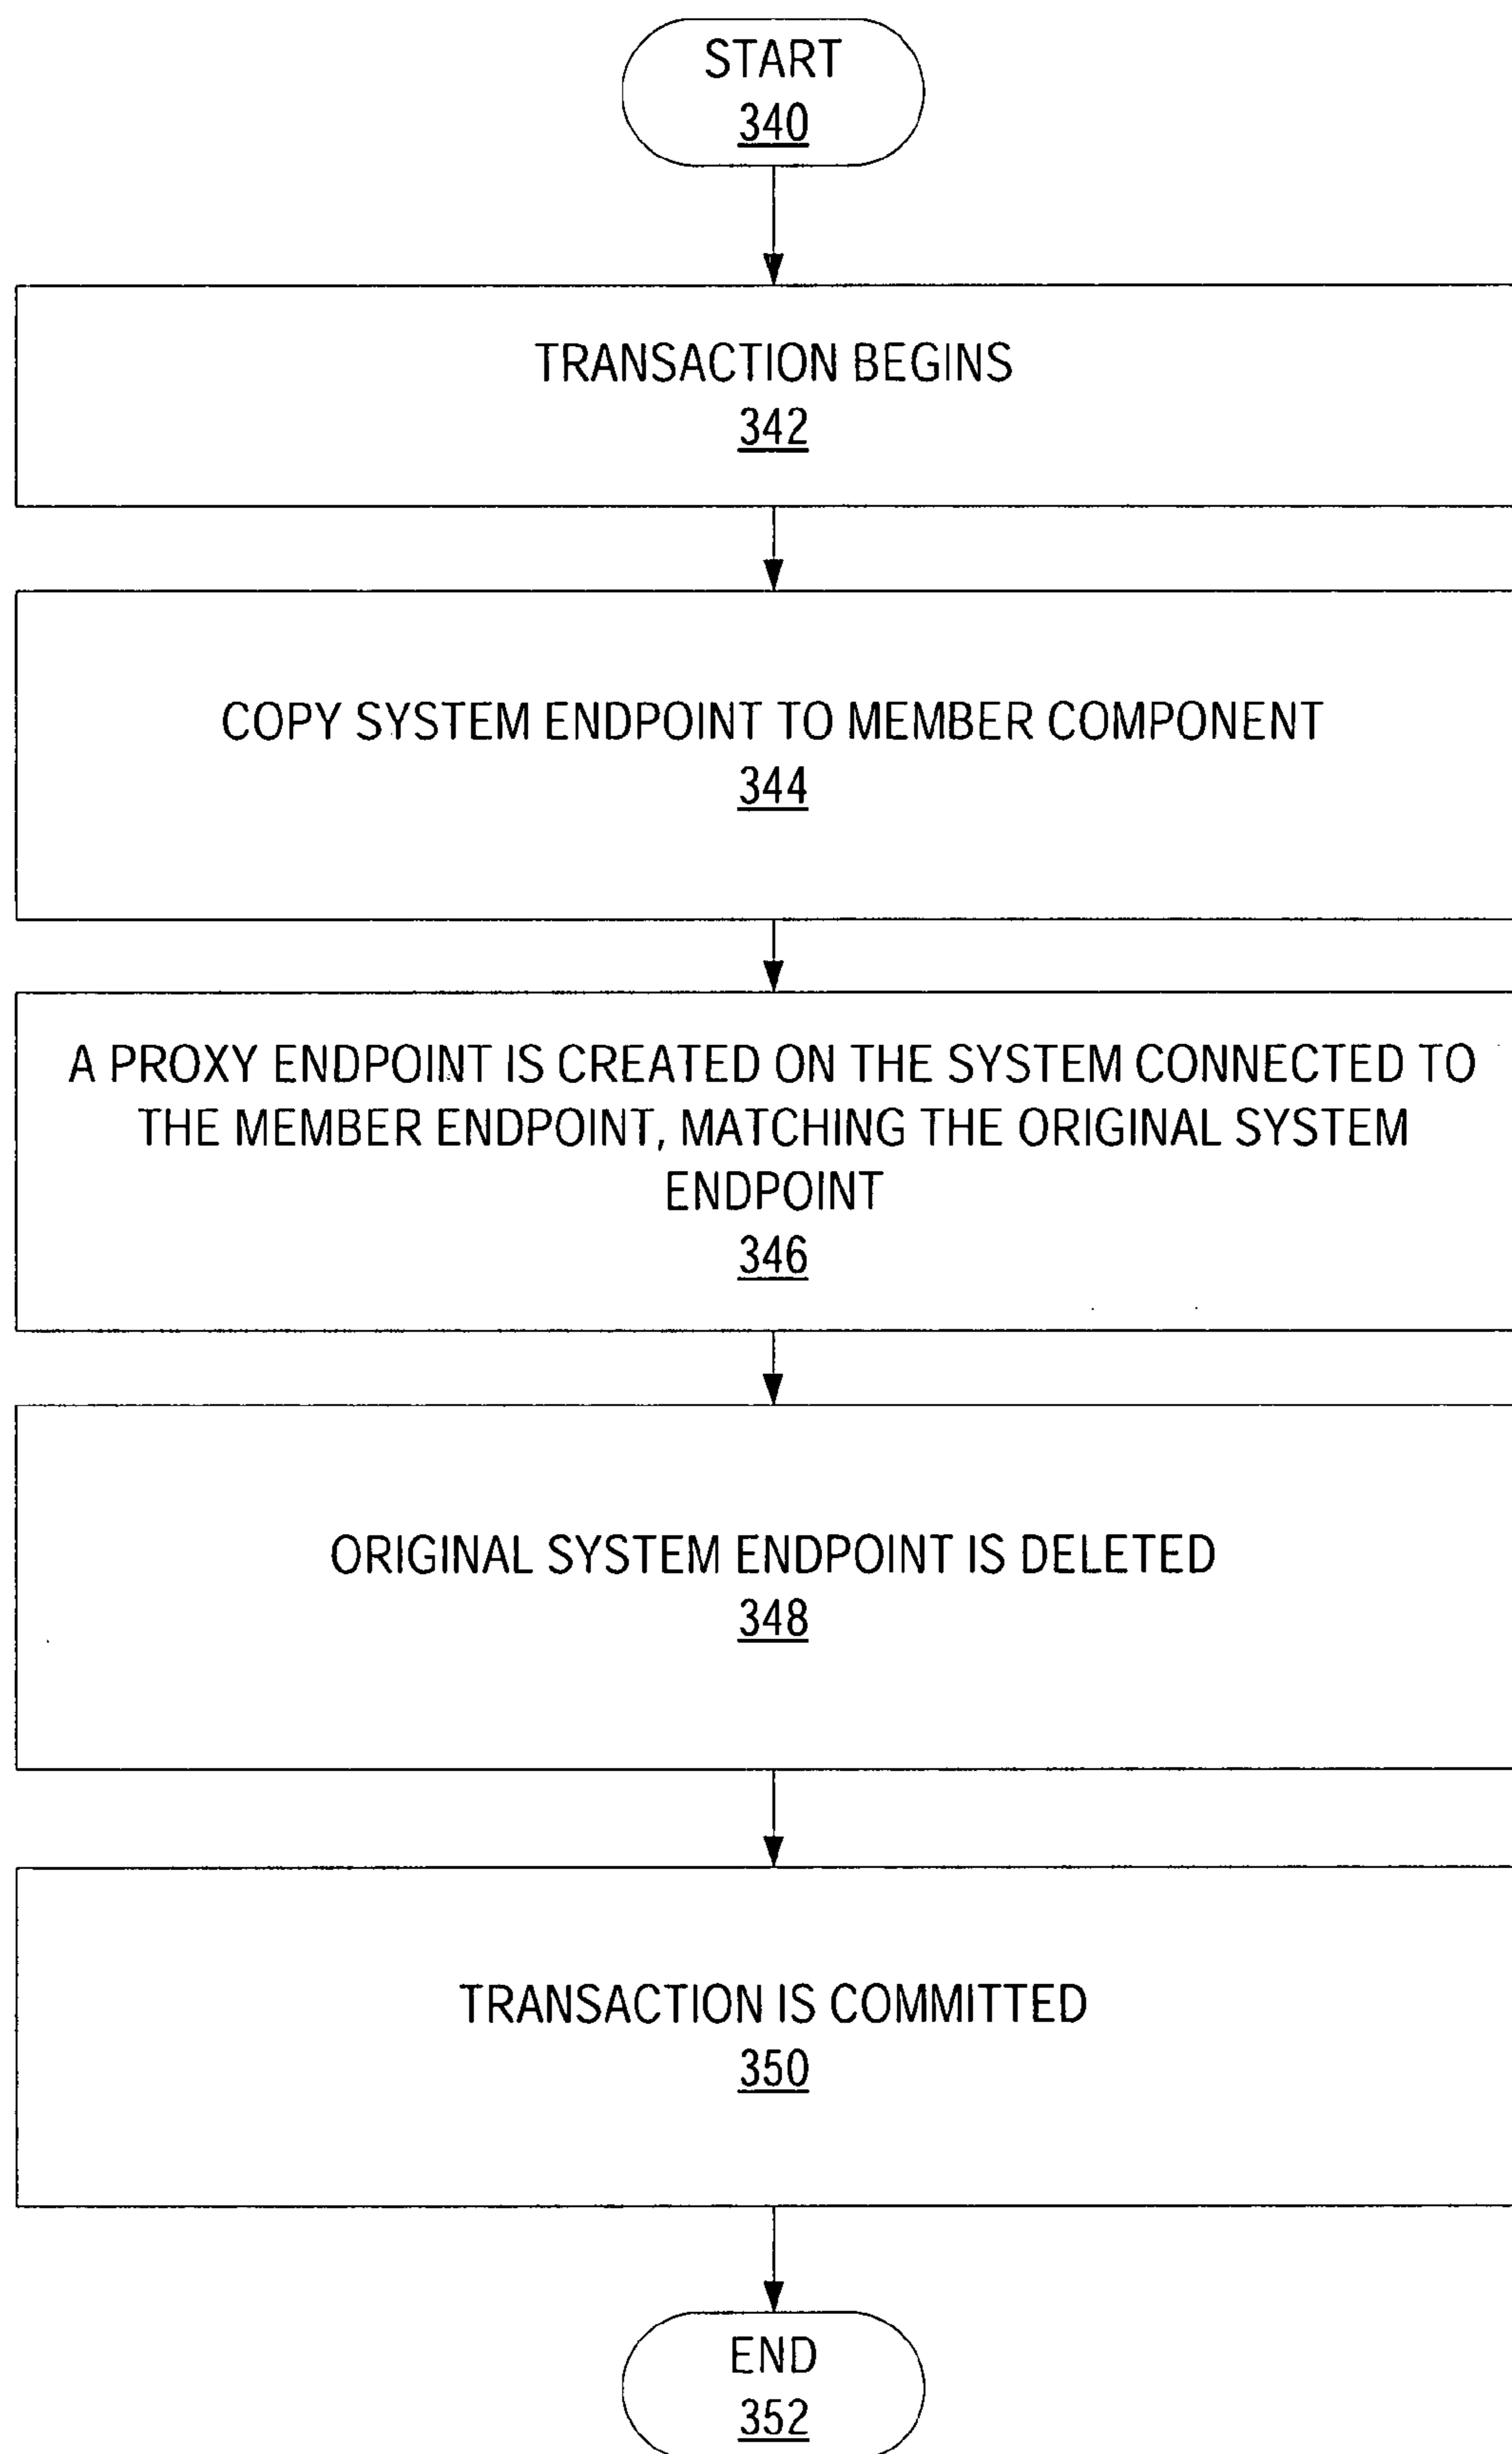 START
340
TRANSACTION BEGINS
342
COPY SYSTEM ENDPOINT TO MEMBER COMPONENT
344
A PROXY ENDPOINT IS CREATED ON THE SYSTEM CONNECTED TO
THE MEMBER ENDPOINT, MATCHING THE ORIGINAL SYSTEM
ENDPOINT
346
ORIGINAL SYSTEM ENDPOINT IS DELETED
348
TRANSACTION IS COMMITTED
350
END
352